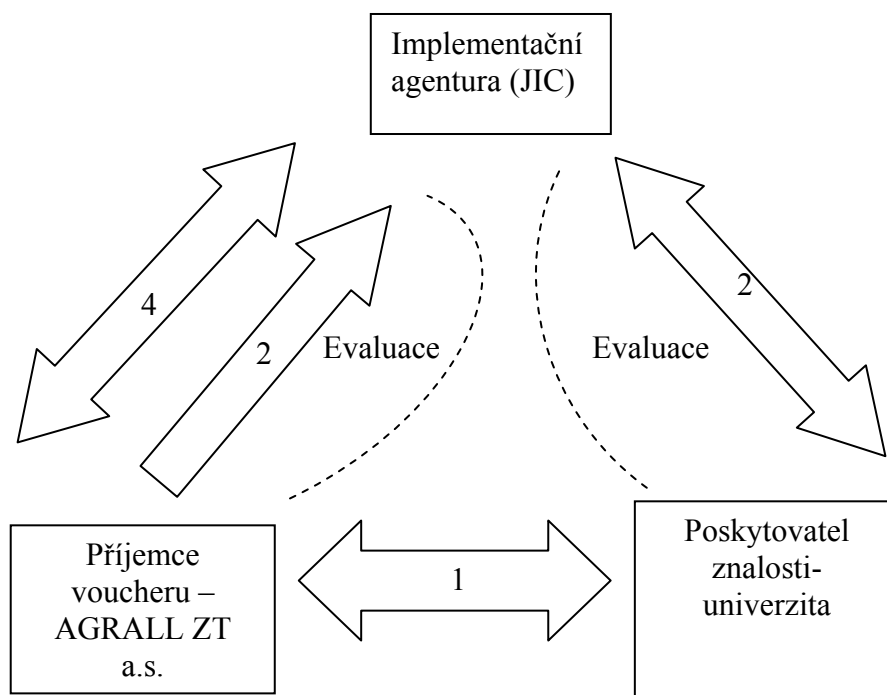 Implementační
agentura (JIC)
4
2
Evaluace
Evaluace
2
Příjemce
voucheru –
AGRALL ZT
a.s.
1
Poskytovatel
znalosti-
univerzita